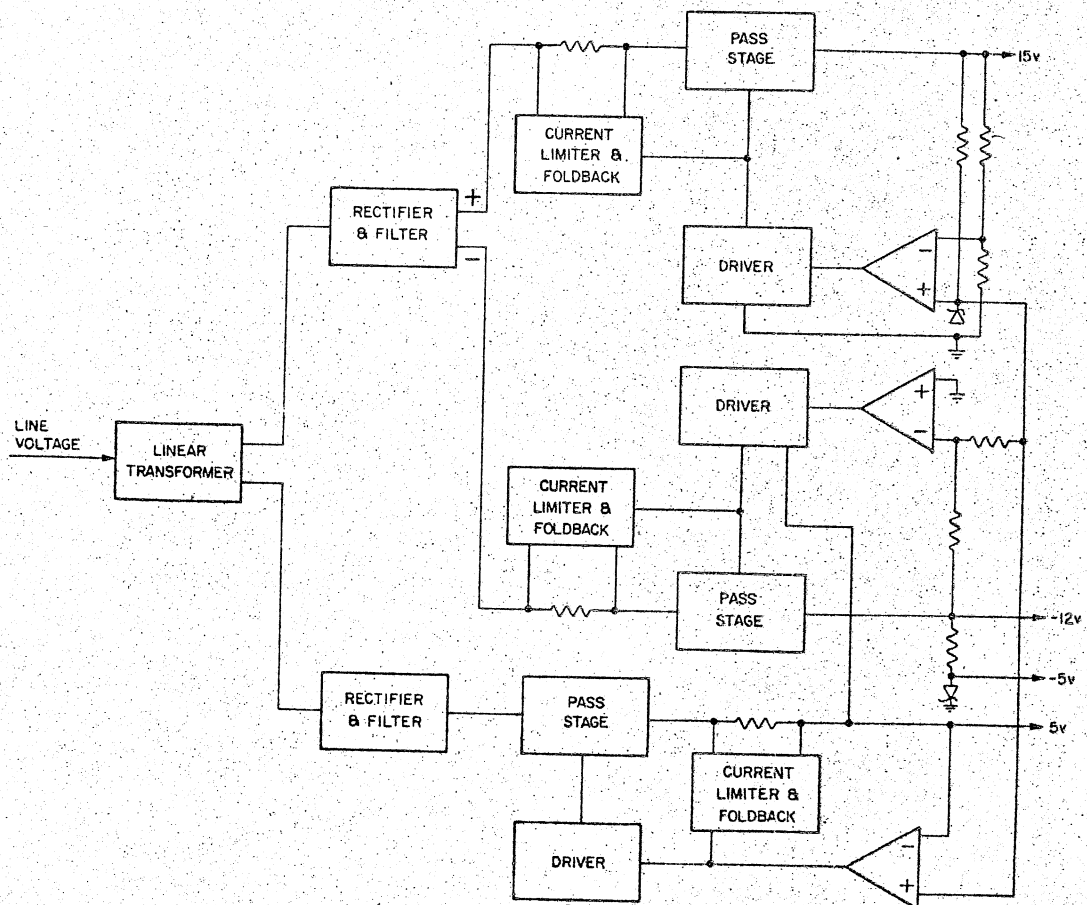 PASS
STAGE
15v
CURRENT
LIMITER &
FOLDBACK
RECTIFIER
& FILTER
+
−
DRIVER
−
+
LINE
VOLTAGE
LINEAR
TRANSFORMER
DRIVER
+
−
CURRENT
LIMITER &
FOLDBACK
PASS
STAGE
-12v
-5v
RECTIFIER
& FILTER
PASS
STAGE
5v
CURRENT
LIMITER &
FOLDBACK
DRIVER
−
+